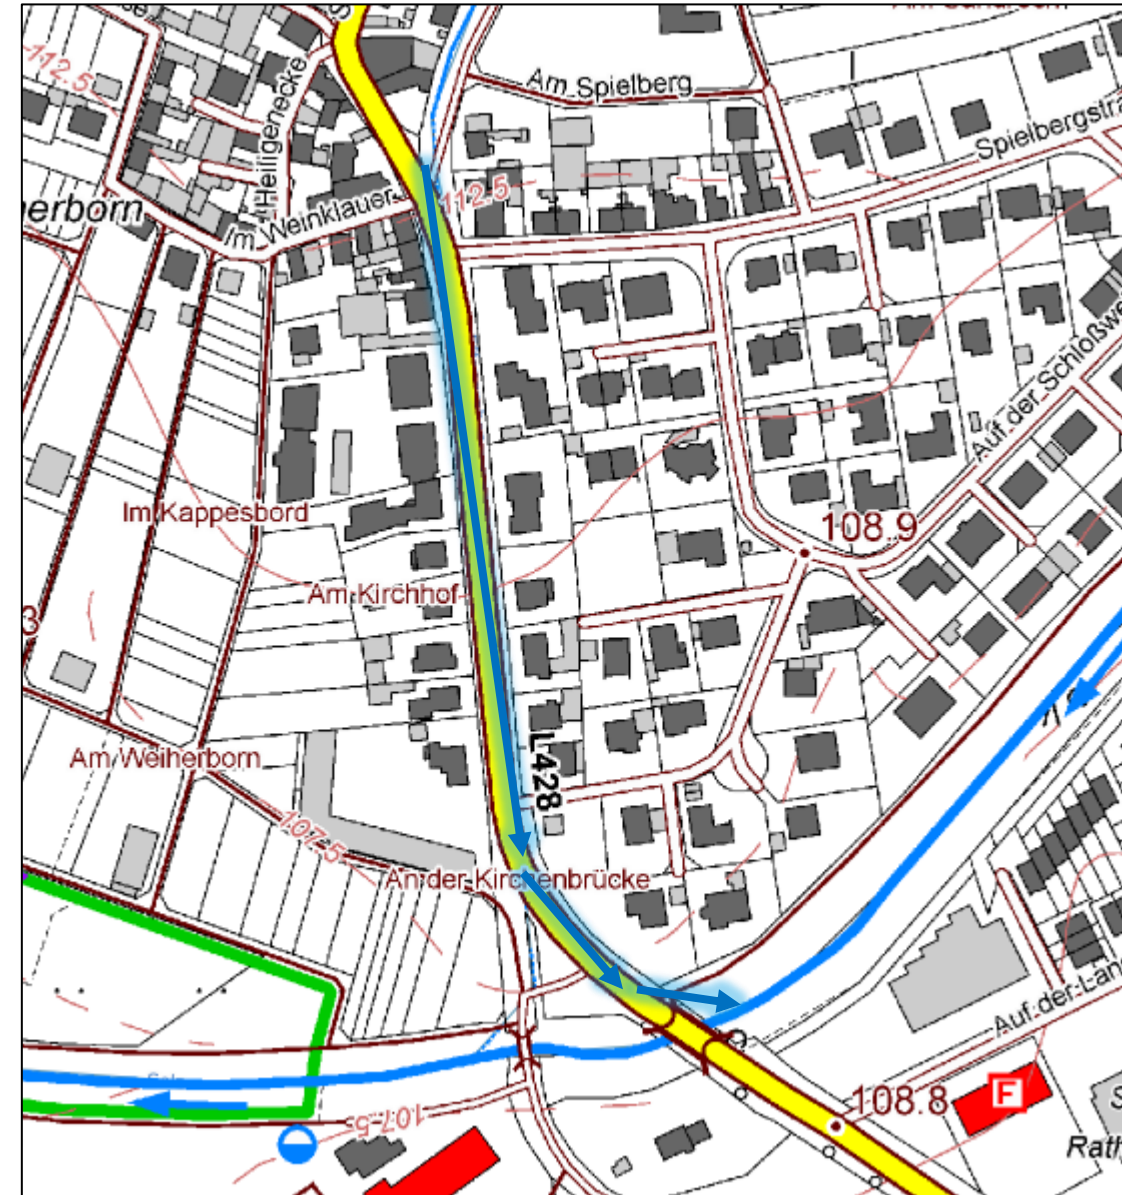 Am Spielberg
112.5
Heiligenecke
Spielbergstra
herborn
Im Weinklauer
112.5
Auf der Schloßwe
Im Kappesbord
108.9
Am Kirchhof
3
L428
Am Weiherborn
107.5
An der Kirchenbrücke
Auf der Lan
107.5
108.8
F
S
Rath